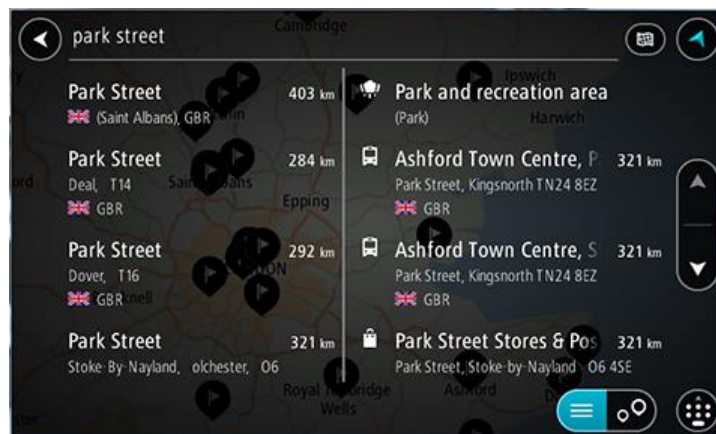 park street
Park Street 403 km
(Saint Albans), GBR
Park Street 284 km
Deal, T14
GBR
Park Street 292 km
Dover, T16
GBR
Park Street 321 km
Stoke-By-Nayland, olchester, O6
Park and recreation area
(Park)
Ashford Town Centre, P 321 km
Park Street, Kingsnorth TN24 8EZ
GBR
Ashford Town Centre, S 321 km
Park Street, Kingsnorth TN24 8EZ
GBR
Park Street Stores & Pos 321 km
Park Street, Stoke-by-Nayland O6 4SE
Cambridge
Ipswich
Harwich
Epping
Ashford
Wells